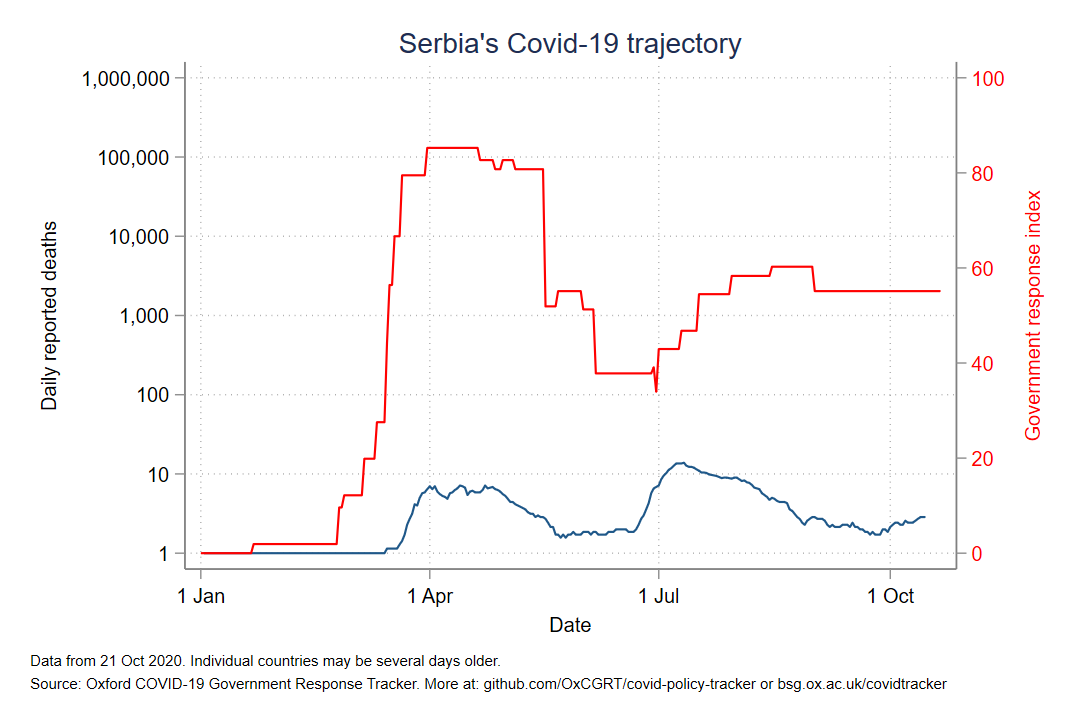 Serbia's Covid-19 trajectory
1,000,000
100,000
10,000
1,000
100
10
1
Daily reported deaths
100
80
60
40
20
0
Government response index
1 Jan
1 Apr
1 Jul
1 Oct
Date
Data from 21 Oct 2020. Individual countries may be several days older.
Source: Oxford COVID-19 Government Response Tracker. More at: github.com/OxCGRT/covid-policy-tracker or bsg.ox.ac.uk/covidtracker